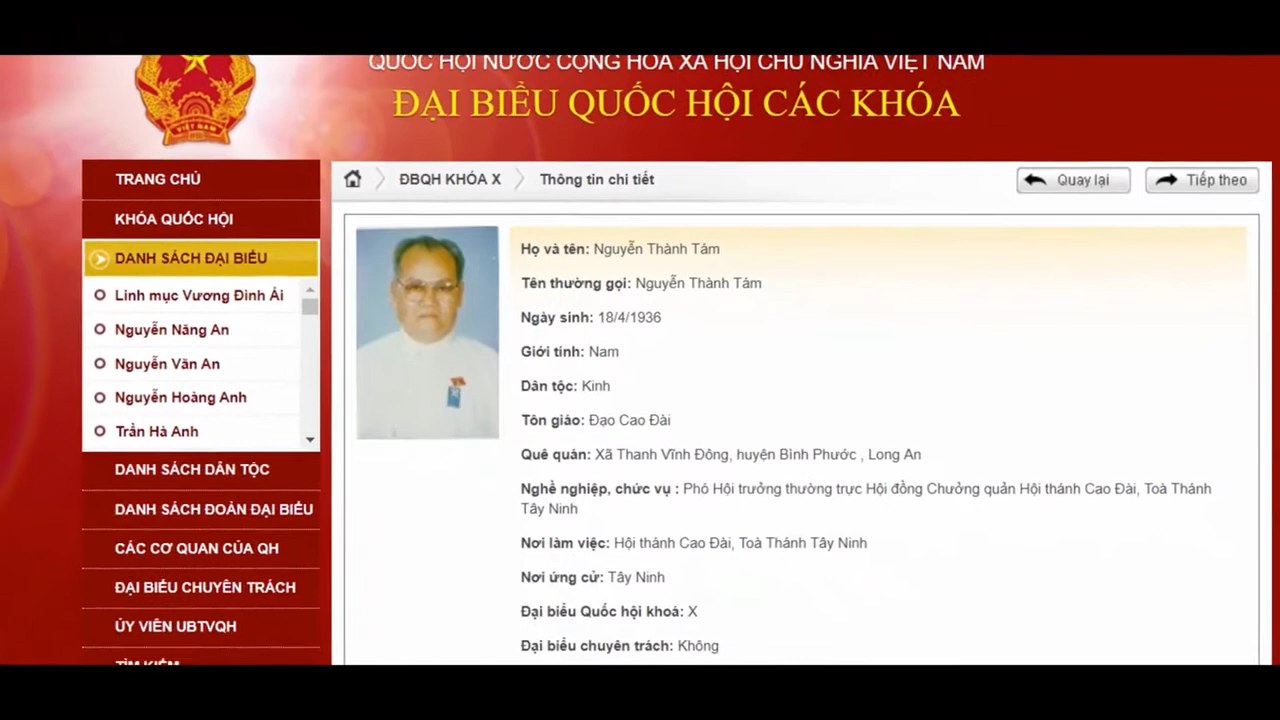 QUỐC HỘI NƯỚC CỘNG HÒA XÃ HỘI CHỦ NGHĨA VIỆT NAM
ĐẠI BIỂU QUỐC HỘI CÁC KHÓA
VIỆT NAM
TRANG CHỦ
KHÓA QUỐC HỘI
DANH SÁCH ĐẠI BIỂU
Linh mục Vương Đình Ái
Nguyễn Năng An
Nguyễn Văn An
Nguyễn Hoàng Anh
Trần Hà Anh
DANH SÁCH DÂN TỘC
DANH SÁCH ĐOÀN ĐẠI BIỂU
CÁC CƠ QUAN CỦA QH
ĐẠI BIỂU CHUYÊN TRÁCH
ỦY VIÊN UBTVQH
TÌM KIẾM
ĐBQH KHÓA X
Thông tin chi tiết
Quay lại
Tiếp theo
Họ và tên: Nguyễn Thành Tám
Tên thường gọi: Nguyễn Thành Tám
Ngày sinh: 18/4/1936
Giới tính: Nam
Dân tộc: Kinh
Tôn giáo: Đạo Cao Đài
Quê quán: Xã Thanh Vĩnh Đông, huyện Bình Phước , Long An
Nghề nghiệp, chức vụ : Phó Hội trưởng thường trực Hội đồng Chưởng quản Hội thánh Cao Đài, Toà Thánh
Tây Ninh
Nơi làm việc: Hội thánh Cao Đài, Toà Thánh Tây Ninh
Nơi ứng cử: Tây Ninh
Đại biểu Quốc hội khoá: X
Đại biểu chuyên trách: Không